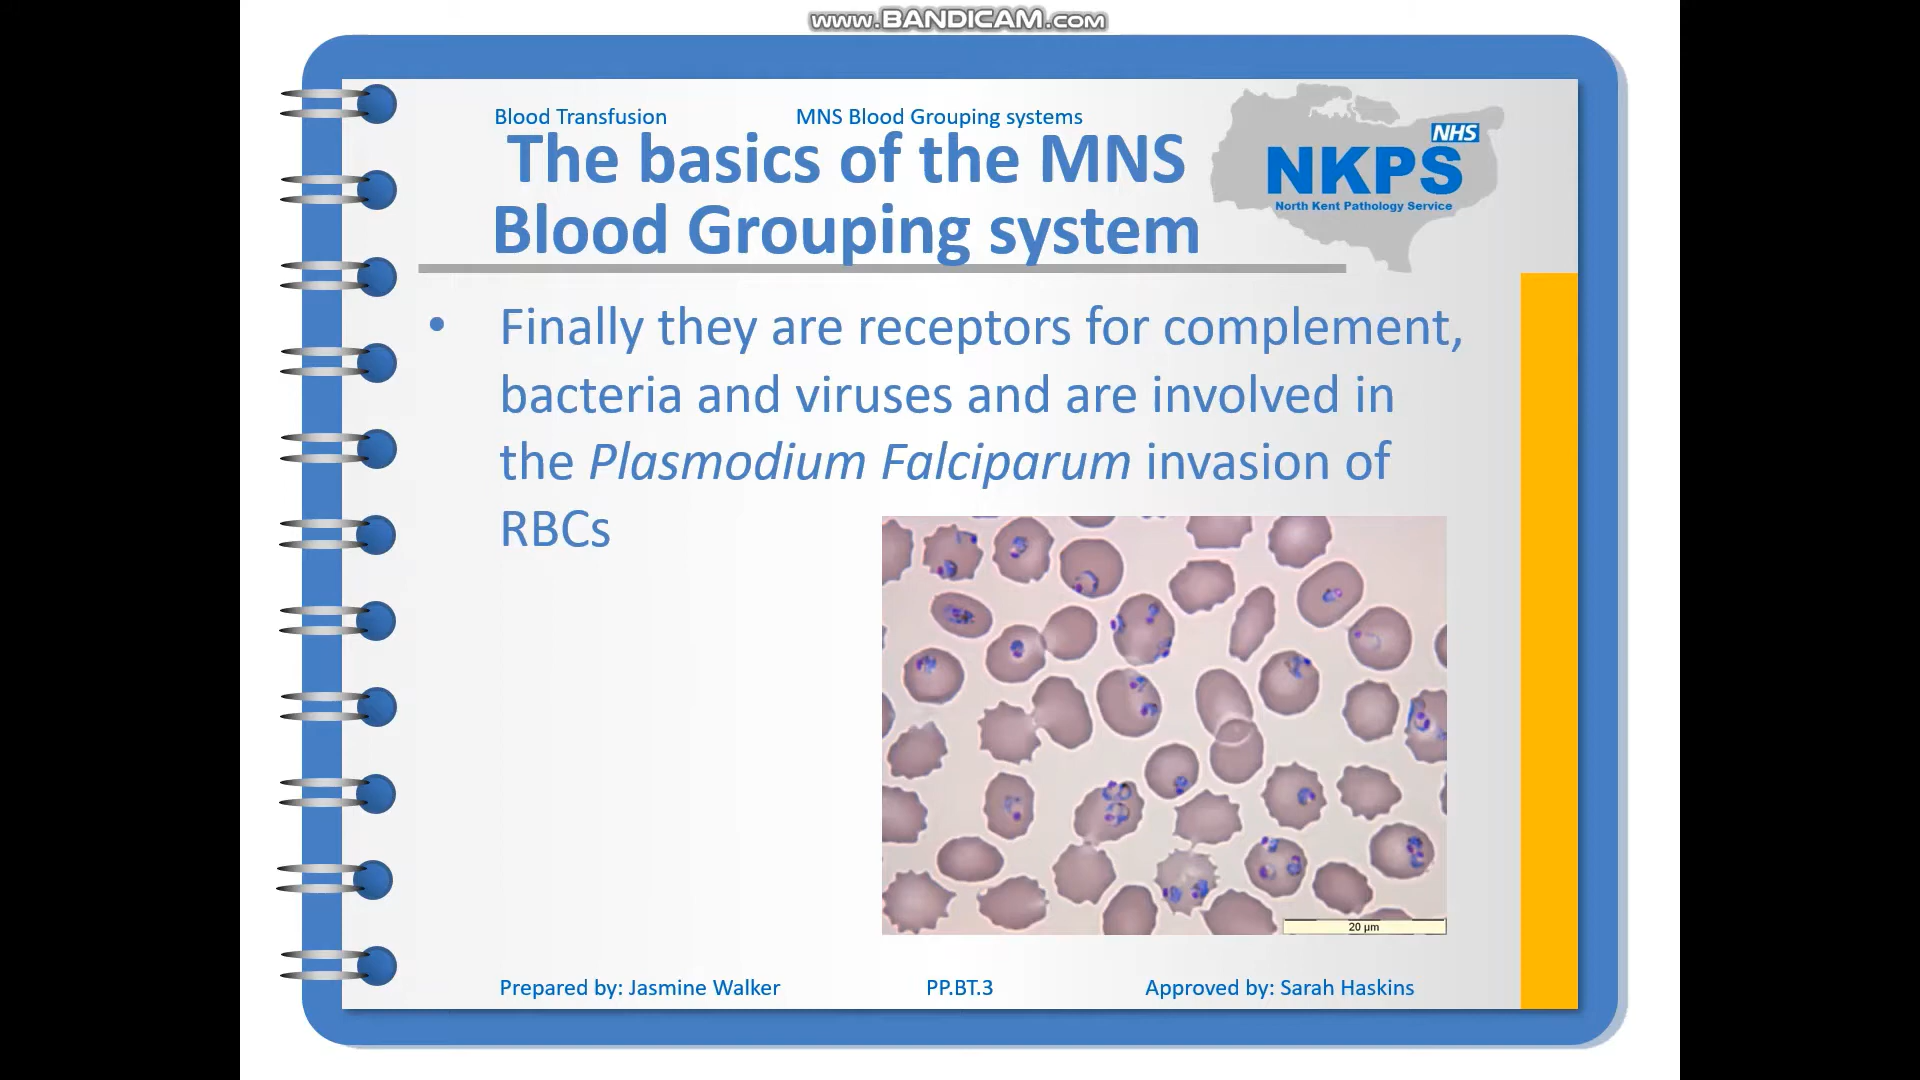 www.BANDICAM.com
Blood Transfusion MNS Blood Grouping systems
The basics of the MNS
Blood Grouping system
NHS
NKPS
North Kent Pathology Service
• Finally they are receptors for complement,
bacteria and viruses and are involved in
the Plasmodium Falciparum invasion of
RBCs
20 µm
Prepared by: Jasmine Walker PP.BT.3 Approved by: Sarah Haskins